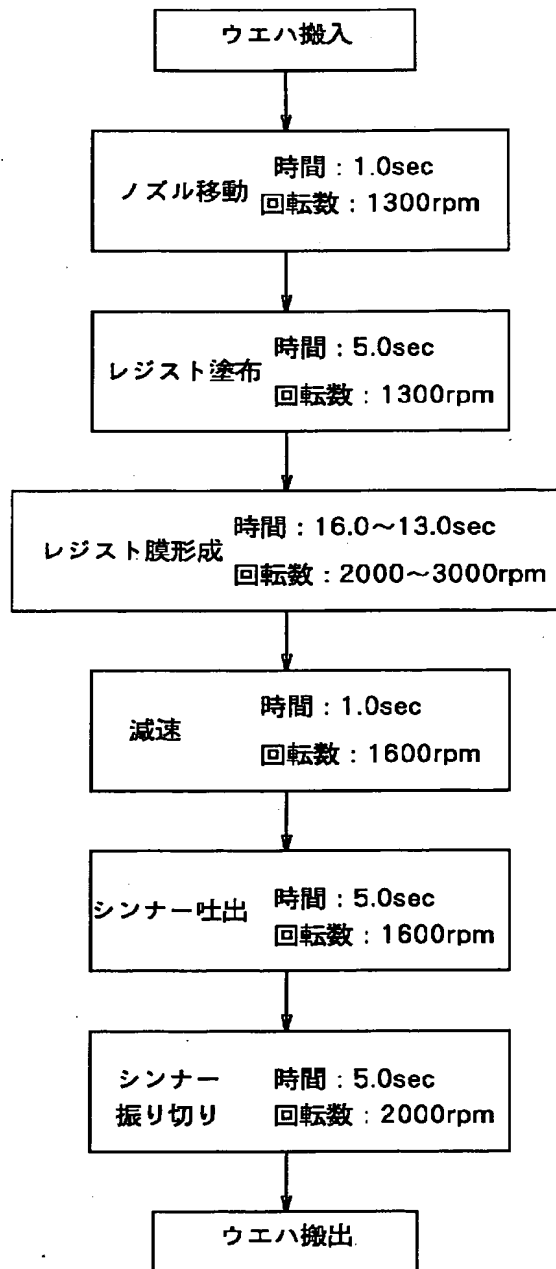 ウエハ搬入
ノズル移動
時間：1.0sec
回転数：1300rpm
レジスト塗布
時間：5.0sec
回転数：1300rpm
レジスト膜形成
時間：16.0～13.0sec
回転数：2000～3000rpm
減速
時間：1.0sec
回転数：1600rpm
シンナー吐出
時間：5.0sec
回転数：1600rpm
シンナー
振り切り
時間：5.0sec
回転数：2000rpm
ウエハ搬出